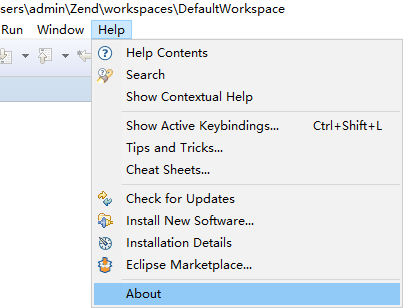 sers\admin\Zend\workspaces\DefaultWorkspace
Run Window Help
Help Contents
Search
Show Contextual Help
Show Active Keybindings... Ctrl+Shift+L
Tips and Tricks...
Cheat Sheets...
Check for Updates
Install New Software...
Installation Details
Eclipse Marketplace...
About